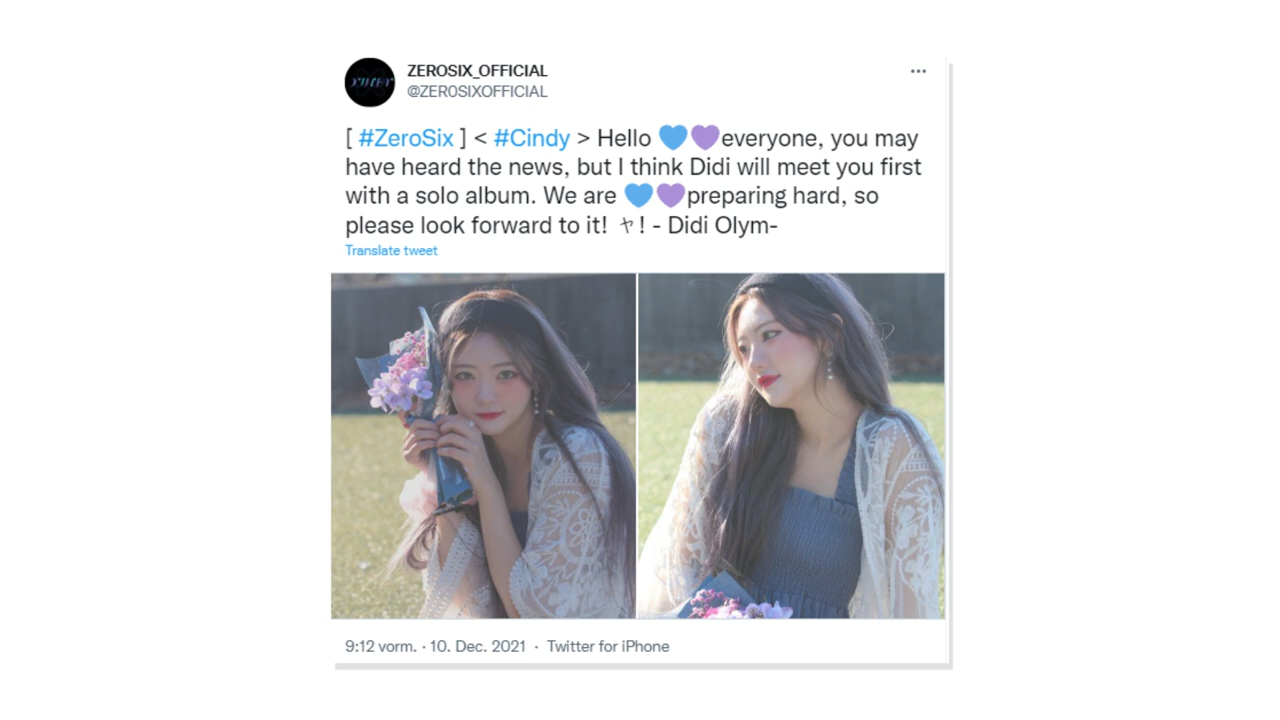 ZEROSIX_OFFICIAL
@ZEROSIXOFFICIAL
[ #ZeroSix ] < #Cindy > Hello 💙💜everyone, you may
have heard the news, but I think Didi will meet you first
with a solo album. We are 💙💜preparing hard, so
please look forward to it! ヤ! - Didi Olym-
Translate tweet
9:12 vorm. · 10. Dec. 2021 · Twitter for iPhone